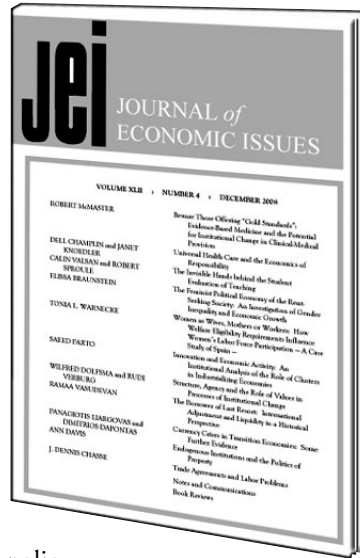 jei
JOURNAL of
ECONOMIC ISSUES
VOLUME XLII , NUMBER 4 , DECEMBER 2008
ROBERT McMASTER
Beware Those Offering "Gold Standards":
Evidence-Based Medicine and the Potential
for Institutional Change in Clinical-Medical
Provision
DELL CHAMPLIN and JANET
KNOEDLER
Universal Health Care and the Economics of
Responsibility
CALIN VALSAN and ROBERT
SPROULE
The Invisible Hands behind the Student
Evaluation of Teaching
ELISSA BRAUNSTEIN
The Feminist Political Economy of the Rent-
Seeking Society: An Investigation of Gender
Inequality and Economic Growth
TONIA L. WARNECKE
Women as Wives, Mothers or Workers: How
Welfare Eligibility Requirements Influence
Women's Labor Force Participation – A Case
Study of Spain –
SAEED PARTO
Innovation and Economic Activity: An
Institutional Analysis of the Role of Clusters
in Industrializing Economies
WILFRED DOLFSMA and RUDI
VERBURG
Structure, Agency and the Role of Values in
Processes of Institutional Change
RAMAA VASUDEVAN
The Borrower of Last Resort: International
Adjustment and Liquidity in a Historical
Perspective
PANAGIOTIS LIARGOVAS and
DIMITRIOS DAPONTAS
Currency Crises in Transition Economies: Some
Further Evidence
ANN DAVIS
Endogenous Institutions and the Politics of
Property
J. DENNIS CHASSE
Trade Agreements and Labor Problems
Notes and Communications
Book Reviews